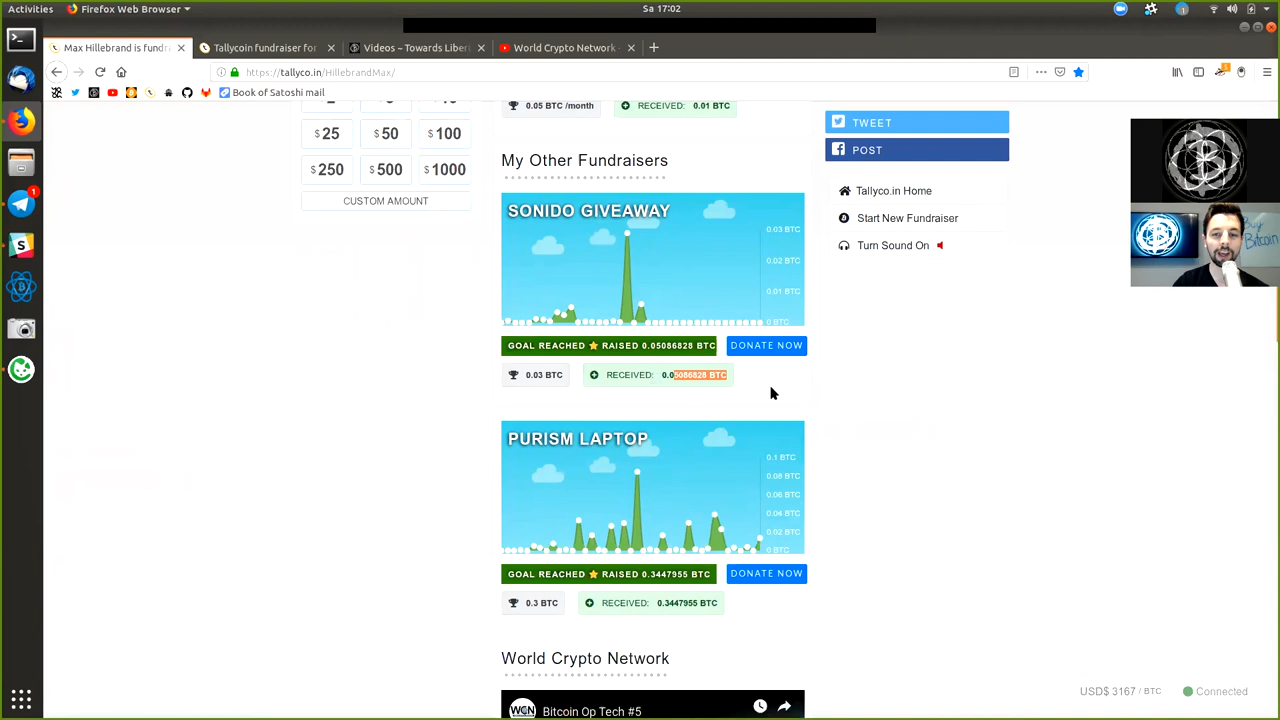 Activities
Firefox Web Browser
Sa 17:02
Max Hillebrand is fundr
Tallycoin fundraiser for
Videos ~ Towards Liber
World Crypto Network
https://tallyco.in/HillebrandMax/
Book of Satoshi mail
$ 25
$ 50
$ 100
$ 250
$ 500
$ 1000
CUSTOM AMOUNT
0.05 BTC /month
RECEIVED: 0.01 BTC
My Other Fundraisers
SONIDO GIVEAWAY
0.03 BTC
0.02 BTC
0.01 BTC
0 BTC
GOAL REACHED RAISED 0.05086828 BTC
DONATE NOW
0.03 BTC
RECEIVED: 0.05086828 BTC
PURISM LAPTOP
0.1 BTC
0.08 BTC
0.06 BTC
0.04 BTC
0.02 BTC
0 BTC
GOAL REACHED RAISED 0.3447955 BTC
DONATE NOW
0.3 BTC
RECEIVED: 0.3447955 BTC
World Crypto Network
WCN
Bitcoin Op Tech #5
TWEET
POST
Tallyco.in Home
Start New Fundraiser
Turn Sound On
Buy
Bitcoin
USD$ 3167 / BTC
Connected